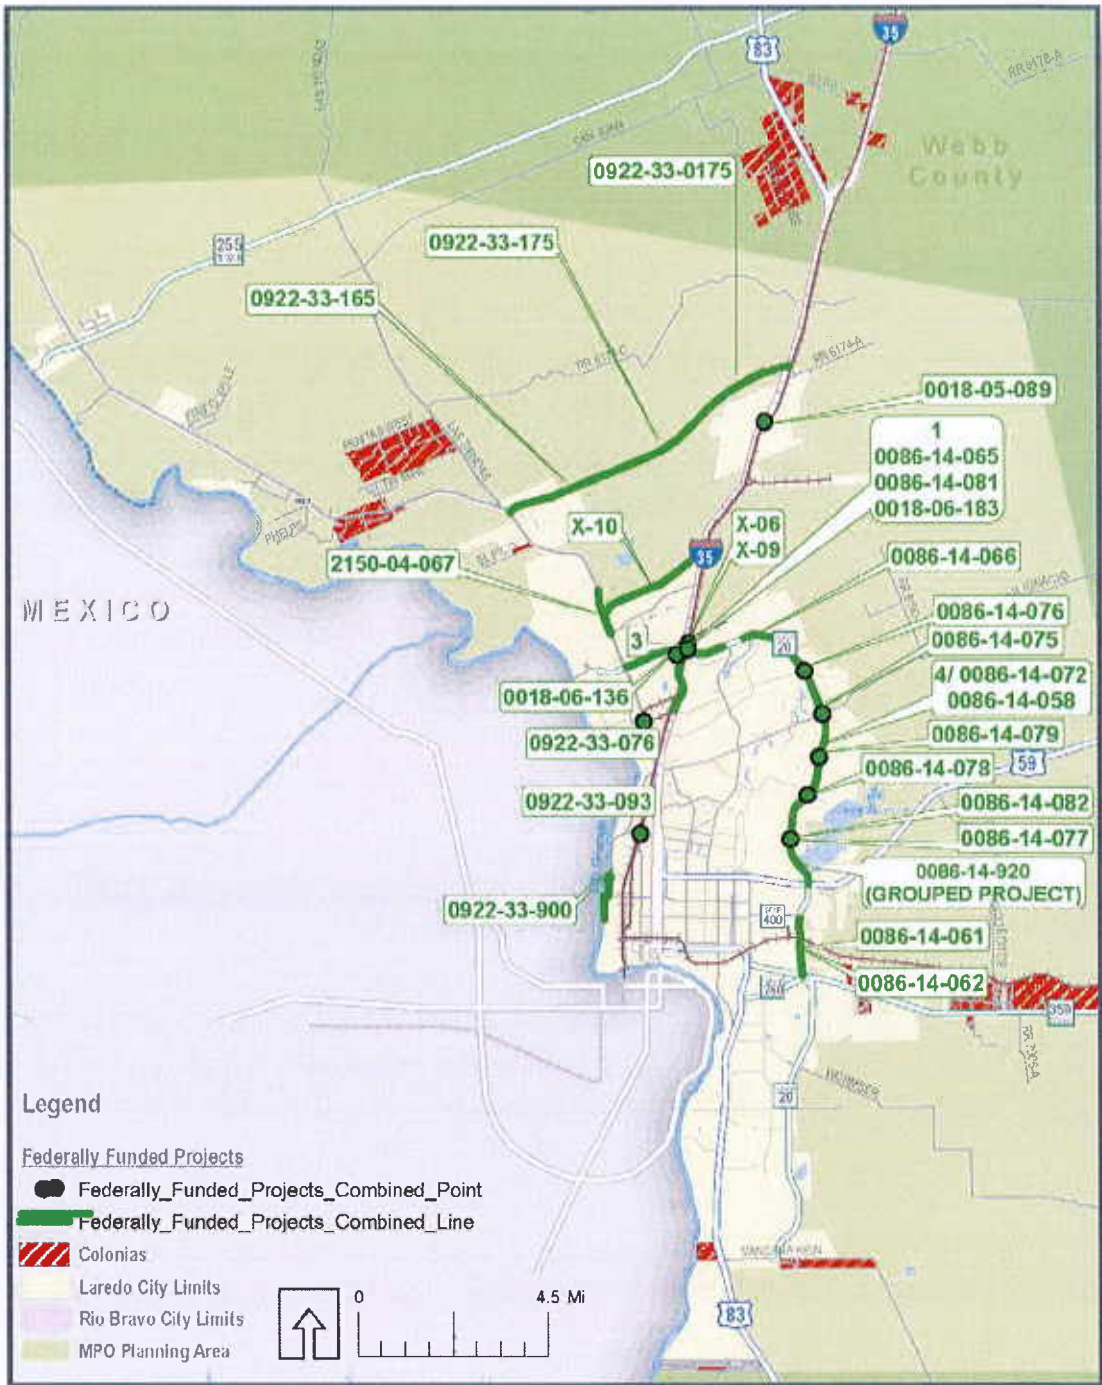 35
83
RR 6178-A
SAN JUAN
Webb
County
0922-33-0175
255
0922-33-175
0922-33-165
RR 6174-A
0018-05-089
1
0086-14-065
0086-14-081
0018-06-183
X-10
X-06
X-09
35
0086-14-066
2150-04-067
MEXICO
3
20
0086-14-076
0086-14-075
4/ 0086-14-072
0086-14-058
0018-06-136
0922-33-076
0086-14-079
59
0086-14-078
0922-33-093
0086-14-082
0086-14-077
0086-14-920
(GROUPED PROJECT)
0922-33-900
400
0086-14-061
0086-14-062
359
20
83
Legend
Federally Funded Projects
Federally_Funded_Projects_Combined_Point
Federally_Funded_Projects_Combined_Line
Colonias
Laredo City Limits
Rio Bravo City Limits
MPO Planning Area
0
4.5 Mi